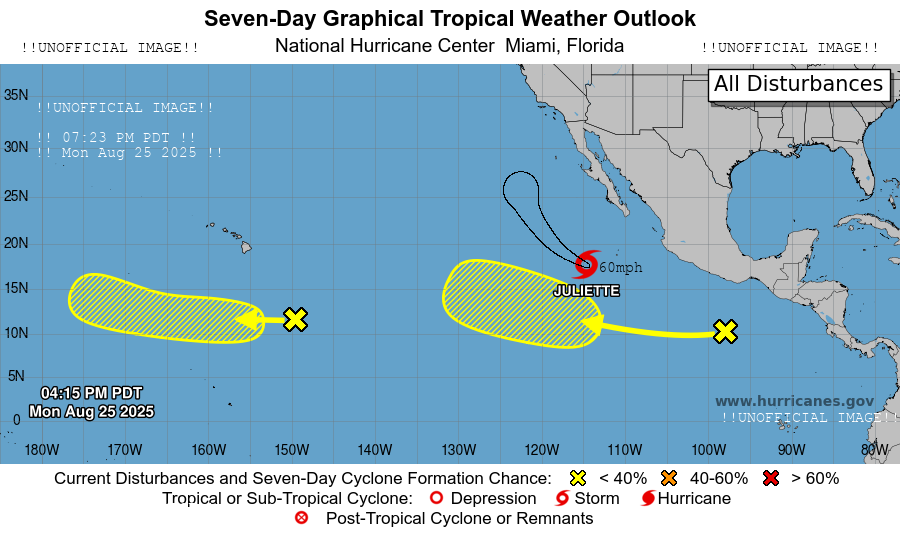 Seven-Day Graphical Tropical Weather Outlook
!!UNOFFICIAL IMAGE!! National Hurricane Center Miami, Florida !!UNOFFICIAL IMAGE!!
All Disturbances
35N
!!UNOFFICIAL IMAGE!!
!! 07:23 PM PDT !!
30N
!! Mon Aug 25 2025 !!
25N
20N
60mph
15N
JULIETTE
10N
5N
04:15 PM PDT
Mon Aug 25 2025
www.hurricanes.gov
0
!!UNOFFICIAL IMAGE!!
180W 170W 160W 150W 140W 130W 120W 110W 100W 90W 80W
Current Disturbances and Seven-Day Cyclone Formation Chance: < 40% 40-60% > 60%
Tropical or Sub-Tropical Cyclone: Depression Storm Hurricane
Post-Tropical Cyclone or Remnants